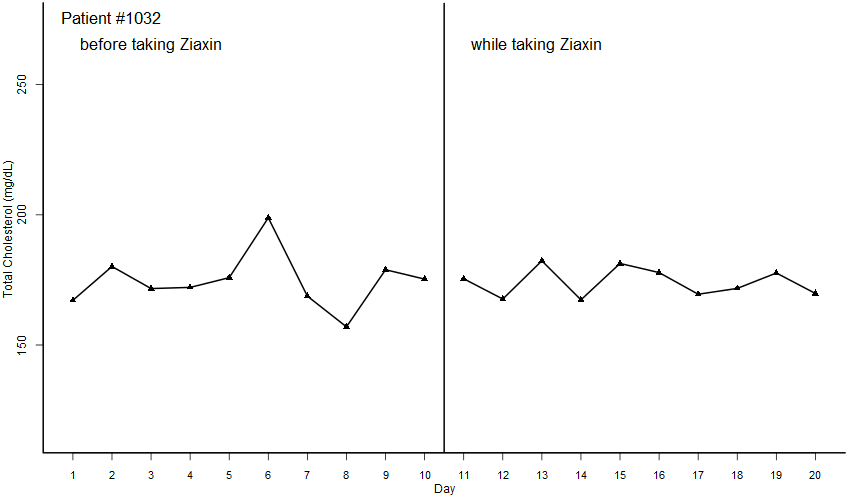 Patient #1032
before taking Ziaxin
while taking Ziaxin
Total Cholesterol (mg/dL)
250
200
150
1 2 3 4 5 6 7 8 9 10 11 12 13 14 15 16 17 18 19 20
Day